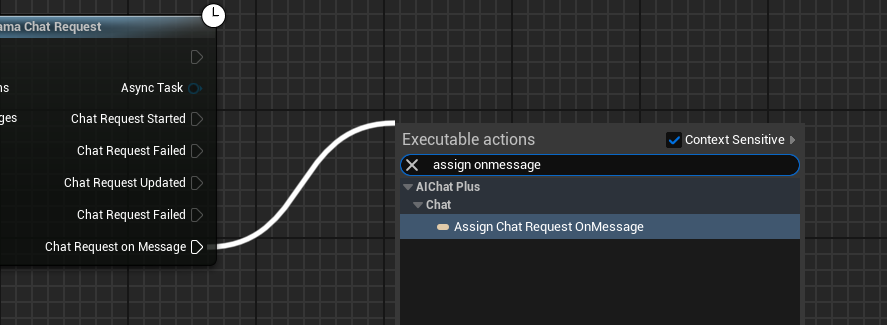 ama Chat Request
Async Task
ns
Chat Request Started
ges
Chat Request Failed
Chat Request Updated
Chat Request Failed
Chat Request on Message
Executable actions
Context Sensitive
assign onmessage
AIChat Plus
Chat
Assign Chat Request OnMessage